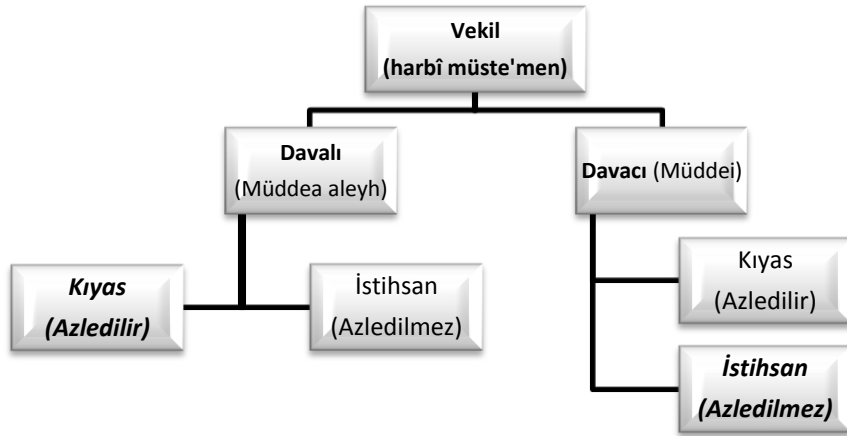 Vekil
(harbî müste'men)
Davalı
(Müddea aleyh)
Davacı (Müddei)
Kıyas
(Azledilir)
İstihsan
(Azledilmez)
Kıyas
(Azledilir)
İstihsan
(Azledilmez)